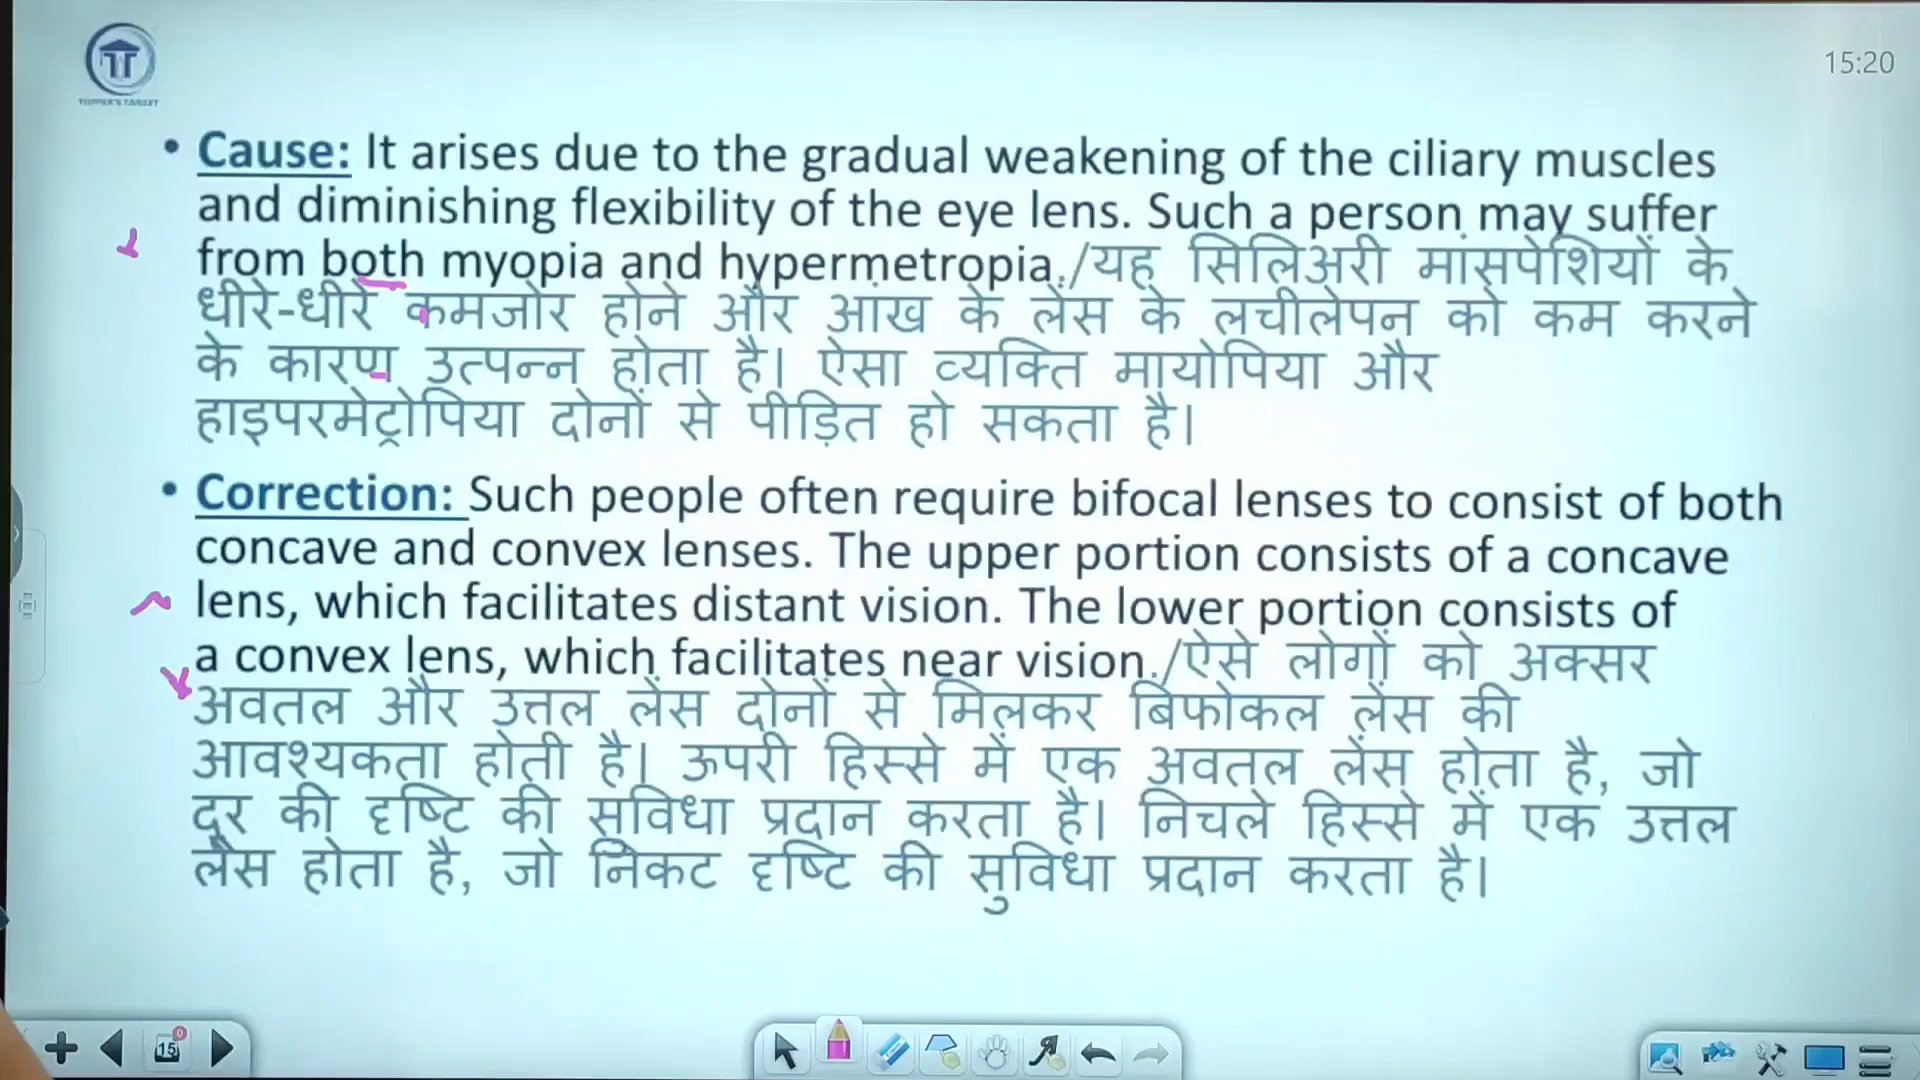 TOPPER'S TARGET
15:20
• Cause: It arises due to the gradual weakening of the ciliary muscles
and diminishing flexibility of the eye lens. Such a person may suffer
from both myopia and hypermetropia./यह सिलिअरी मांसपेशियों के
धीरे-धीरे कमजोर होने और आंख के लेंस के लचीलेपन को कम करने
के कारण उत्पन्न होता है। ऐसा व्यक्ति मायोपिया और
हाइपरमेट्रोपिया दोनों से पीड़ित हो सकता है।
• Correction: Such people often require bifocal lenses to consist of both
concave and convex lenses. The upper portion consists of a concave
lens, which facilitates distant vision. The lower portion consists of
a convex lens, which facilitates near vision./ऐसे लोगों को अक्सर
अवतल और उत्तल लेंस दोनों से मिलकर बिफोकल लेंस की
आवश्यकता होती है। ऊपरी हिस्से में एक अवतल लेंस होता है, जो
दूर की दृष्टि की सुविधा प्रदान करता है। निचले हिस्से में एक उत्तल
लेंस होता है, जो निकट दृष्टि की सुविधा प्रदान करता है।
15
0